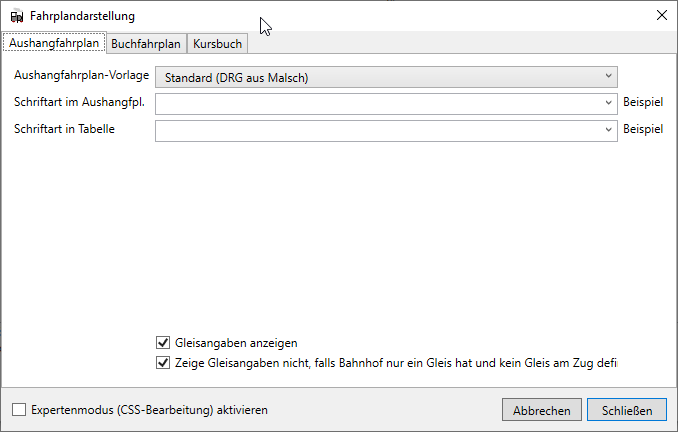 Fahrplandarstellung
Aushangfahrplan Buchfahrplan Kursbuch
Aushangfahrplan-Vorlage Standard (DRG aus Malsch)
Schriftart im Aushangfpl. Beispiel
Schriftart in Tabelle Beispiel
Gleisangaben anzeigen
Zeige Gleisangaben nicht, falls Bahnhof nur ein Gleis hat und kein Gleis am Zug defi
Expertenmodus (CSS-Bearbeitung) aktivieren Abbrechen Schließen